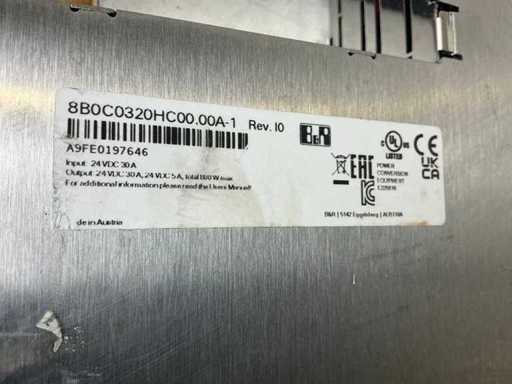 8B0C0320HC00.00A-1 Rev. I0
B&R
A9FE0197646
Input: 24 VDC 30 A
Output: 24 VDC 30 A, 24 VDC 5 A, total 800 W max.
For additional information please read the Users Manual!
de in Austria
UL
LISTED
POWER
CONVERSION
EQUIPMENT
CE
UK
CA
EAC
B&R | 5142 Eggelsberg | AUSTRIA